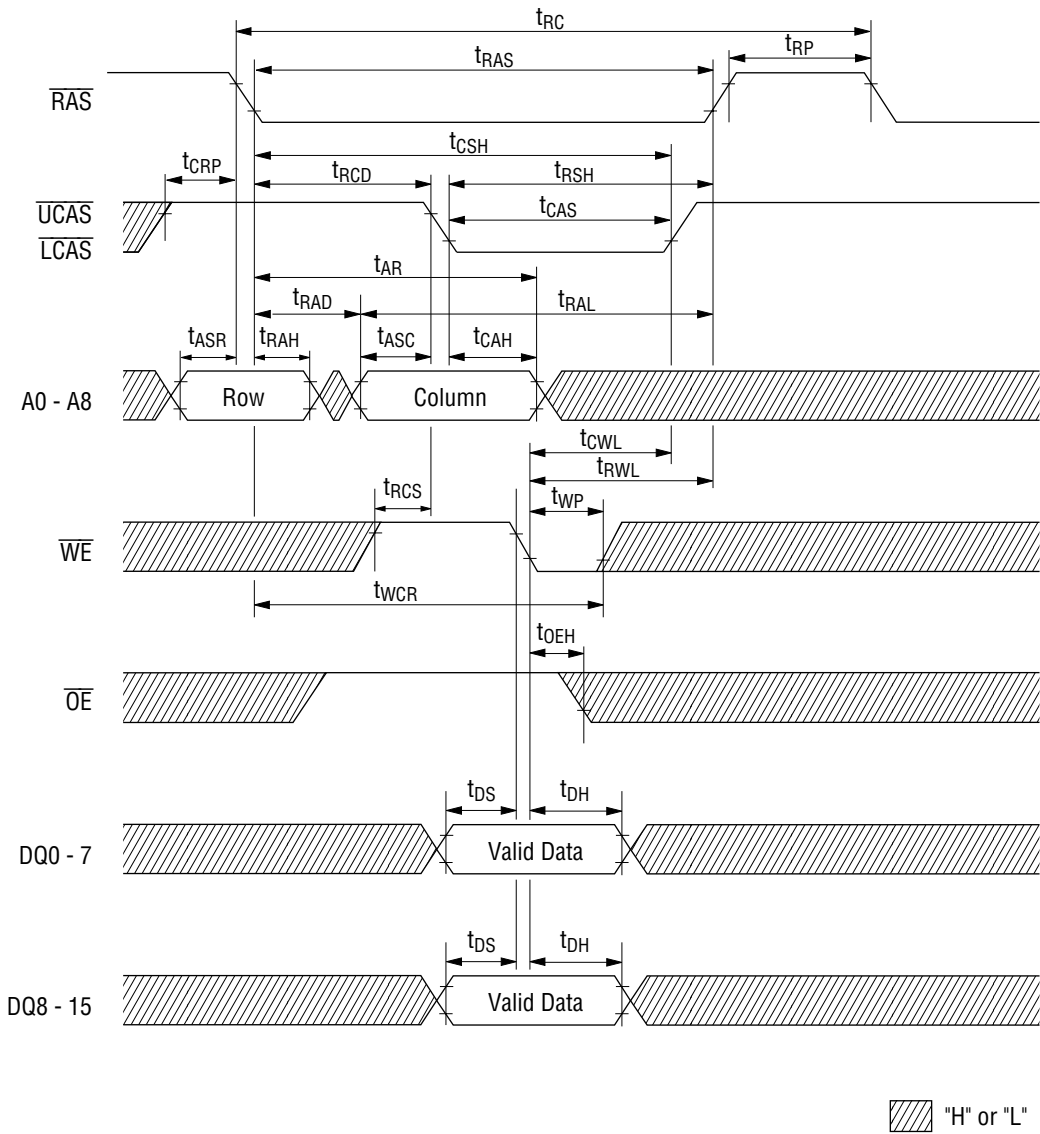 tRC
tRP
tRAS
RAS
tCSH
tCRP
tRCD
tRSH
UCAS
tCAS
LCAS
tAR
tRAD
tRAL
tASR
tRAH
tASC
tCAH
A0 - A8
Row
Column
tCWL
tRWL
tRCS
tWP
WE
tWCR
tOEH
OE
tDS
tDH
DQ0 - 7
Valid Data
tDS
tDH
DQ8 - 15
Valid Data
"H" or "L"